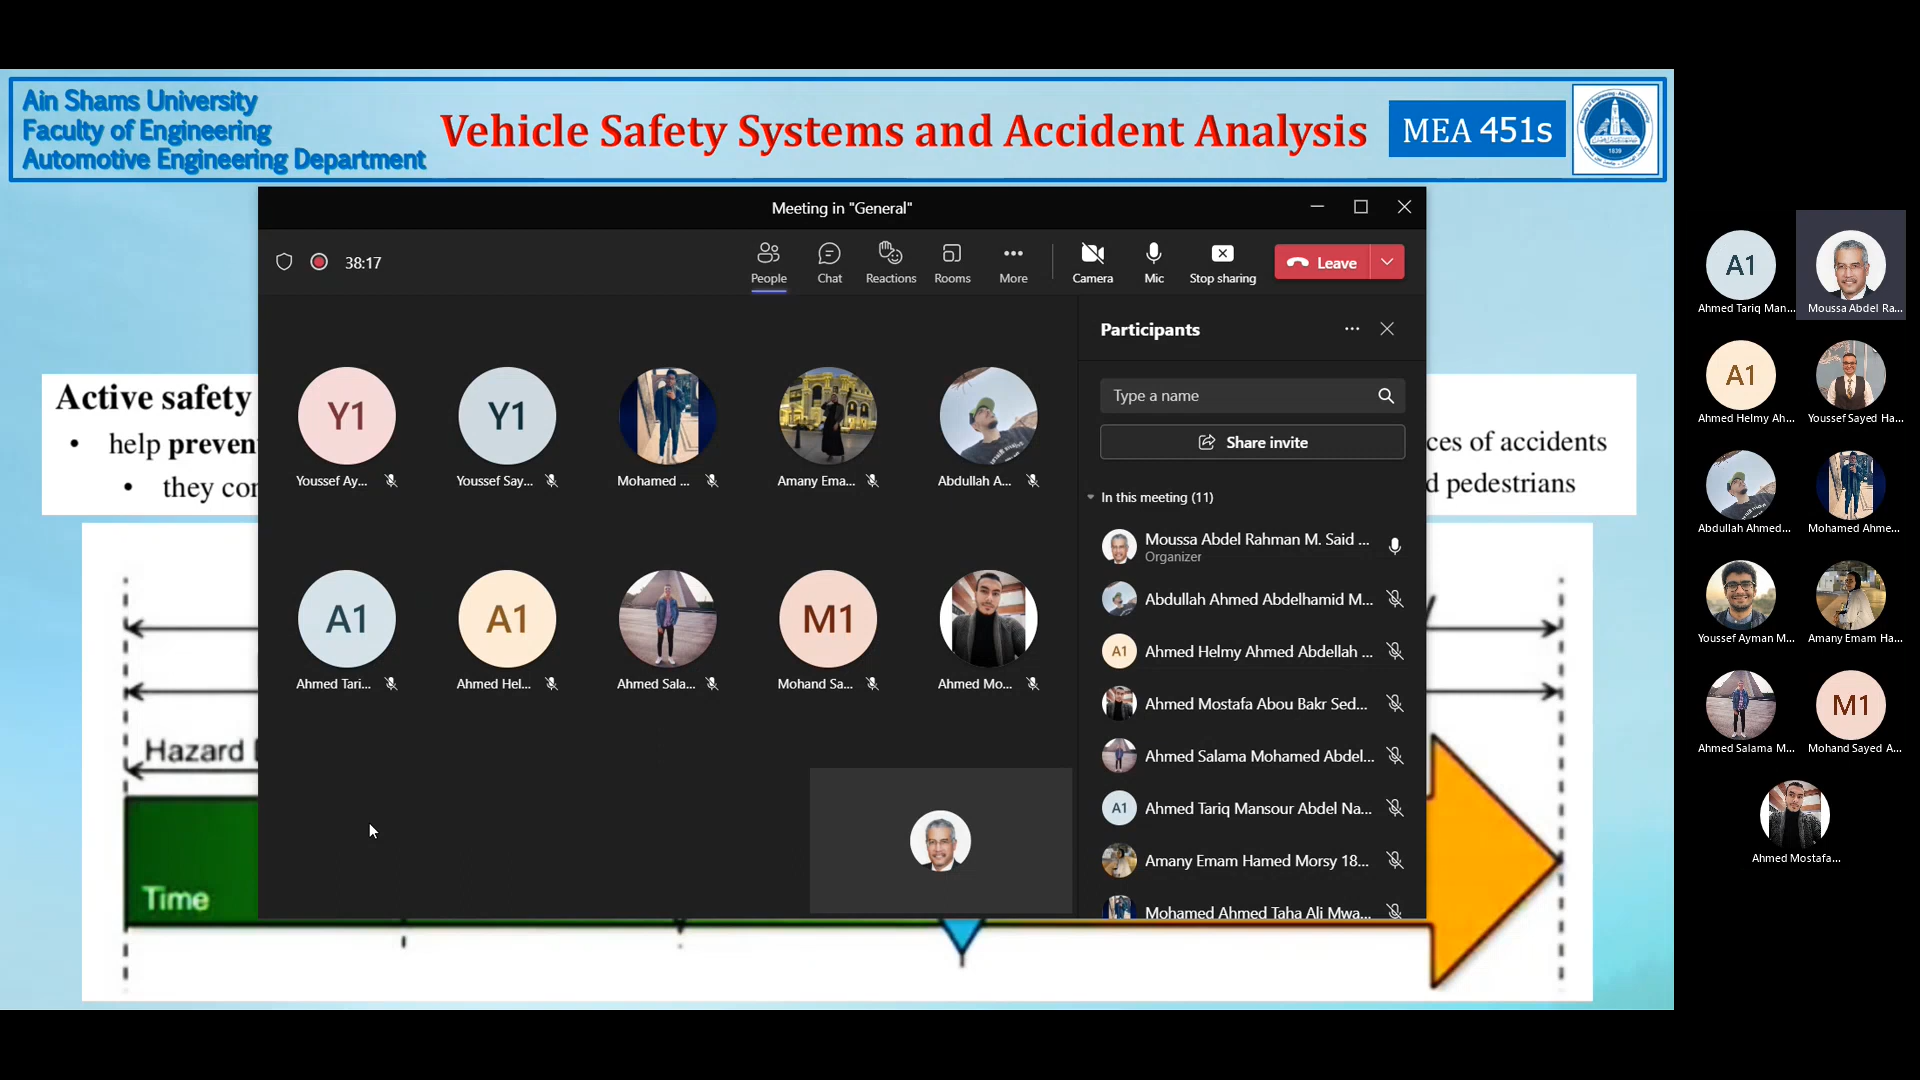 Ain Shams University
Faculty of Engineering
Automotive Engineering Department
Vehicle Safety Systems and Accident Analysis
MEA 451s
1839
Meeting in "General"
38:17
People
Chat
Reactions
Rooms
More
Camera
Mic
Stop sharing
Leave
Active safety
• help preven
• they cor
ces of accidents
d pedestrians
Hazard
Time
Y1
Youssef Ay...
Y1
Youssef Say...
Mohamed ...
Amany Ema...
Abdullah A...
A1
Ahmed Tari...
A1
Ahmed Hel...
Ahmed Sala...
M1
Mohand Sa...
Ahmed Mo...
Participants
Type a name
Share invite
In this meeting (11)
Moussa Abdel Rahman M. Said ...
Organizer
Abdullah Ahmed Abdelhamid M...
A1
Ahmed Helmy Ahmed Abdellah ...
Ahmed Mostafa Abou Bakr Sed...
Ahmed Salama Mohamed Abdel...
A1
Ahmed Tariq Mansour Abdel Na...
Amany Emam Hamed Morsy 18...
Mohamed Ahmed Taha Ali Mwa...
A1
Ahmed Tariq Man...
Moussa Abdel Ra...
A1
Ahmed Helmy Ah...
Youssef Sayed Ha...
Abdullah Ahmed...
Mohamed Ahme...
Youssef Ayman M...
Amany Emam Ha...
Ahmed Salama M...
M1
Mohand Sayed A...
Ahmed Mostafa...